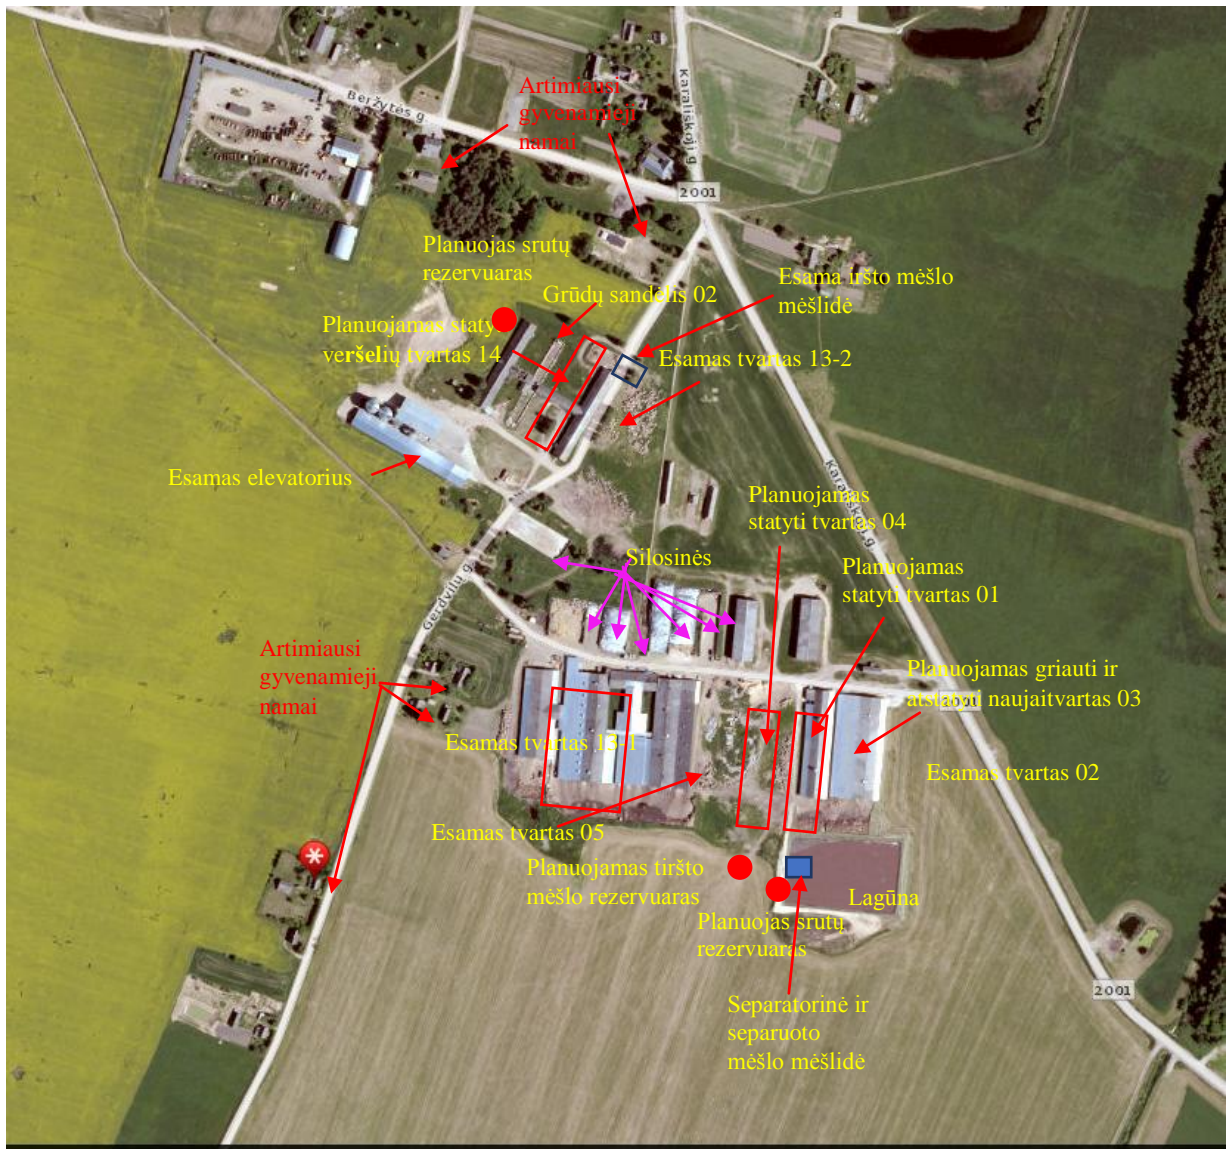 Artimiausi
gyvenamieji
namai
Beržytės g.
Karališkoji g.
2001
Planuojas srutų
rezervuaras
Esama iršto mėšlo
mėšlidė
Grūdų sandėlis 02
Planuojamas staty
veršelių tvartas 14
Esamas tvartas 13-2
Esamas elevatorius
Karališkoji g.
Planuojamas
statyti tvartas 04
Silosinės
Planuojamas
statyti tvartas 01
Gerdvilų g.
Artimiausi
gyvenamieji
namai
Planuojamas griauti ir
atstatyti naujaitvartas 03
Esamas tvartas 13-1
Esamas tvartas 02
Esamas tvartas 05
Planuojamas tiršto
mėšlo rezervuaras
Lagūna
Planuojas srutų
rezervuaras
2001
Separatorinė ir
separuoto
mėšlo mėšlidė